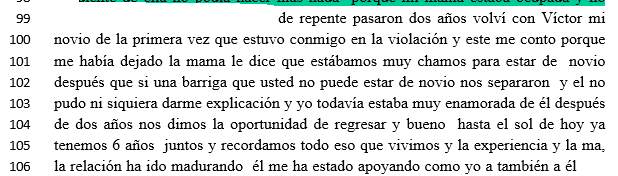 99 de repente pasaron dos años volví con Víctor mi
100 novio de la primera vez que estuvo conmigo en la violación y este me conto porque
101 me había dejado la mama le dice que estábamos muy chamos para estar de novio
102 después que si una barriga que usted no puede estar de novio nos separaron y el no
103 pudo ni siquiera darme explicación y yo todavía estaba muy enamorada de él después
104 de dos años nos dimos la oportunidad de regresar y bueno hasta el sol de hoy ya
105 tenemos 6 años juntos y recordamos todo eso que vivimos y la experiencia y la ma,
106 la relación ha ido madurando él me ha estado apoyando como yo a también a él